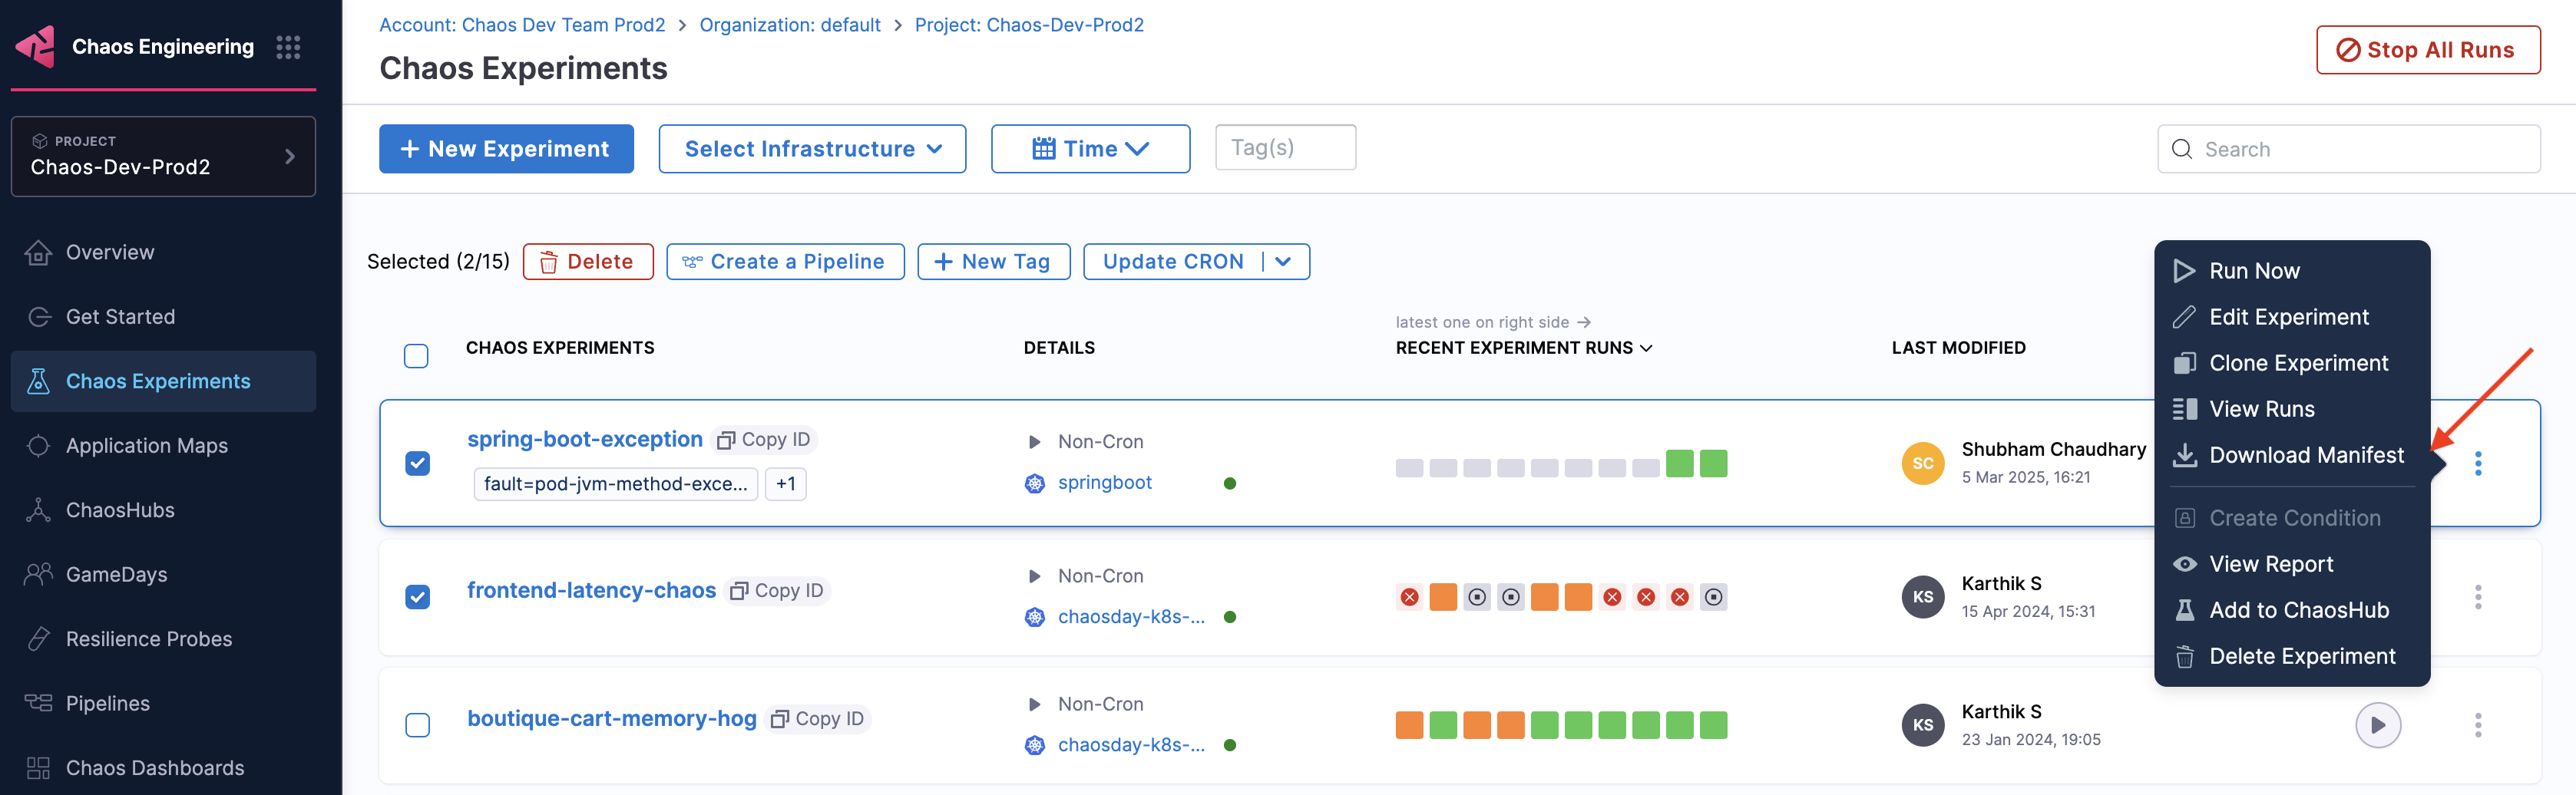 Chaos Engineering
PROJECT
Chaos-Dev-Prod2
Overview
Get Started
Chaos Experiments
Application Maps
ChaosHubs
GameDays
Resilience Probes
Pipelines
Chaos Dashboards
Account: Chaos Dev Team Prod2 > Organization: default > Project: Chaos-Dev-Prod2
Chaos Experiments
Stop All Runs
+ New Experiment
Select Infrastructure
Time
Tag(s)
Search
Selected (2/15)
Delete
Create a Pipeline
+ New Tag
Update CRON
latest one on right side →
CHAOS EXPERIMENTS
DETAILS
RECENT EXPERIMENT RUNS
LAST MODIFIED
spring-boot-exception
Copy ID
fault=pod-jvm-method-exce...
+1
Non-Cron
springboot
SC
Shubham Chaudhary
5 Mar 2025, 16:21
frontend-latency-chaos
Copy ID
Non-Cron
chaosday-k8s-...
KS
Karthik S
15 Apr 2024, 15:31
boutique-cart-memory-hog
Copy ID
Non-Cron
chaosday-k8s-...
KS
Karthik S
23 Jan 2024, 19:05
Run Now
Edit Experiment
Clone Experiment
View Runs
Download Manifest
Create Condition
View Report
Add to ChaosHub
Delete Experiment